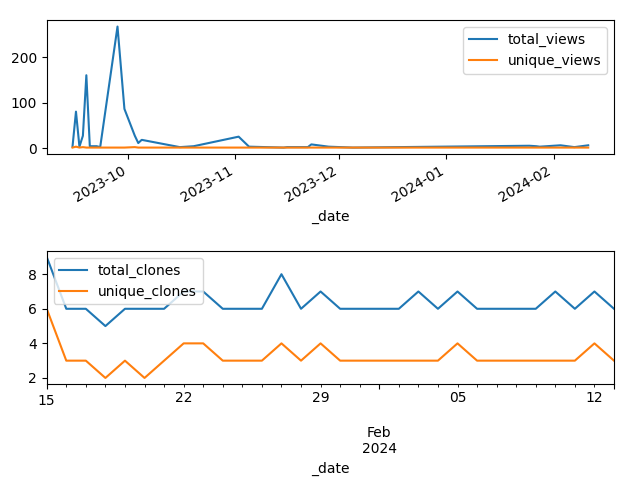 total_views
unique_views
200
100
0
2023-10
2023-11
2023-12
2024-01
2024-02
_date
total_clones
unique_clones
8
6
4
2
15
22
29
05
12
Feb
2024
_date